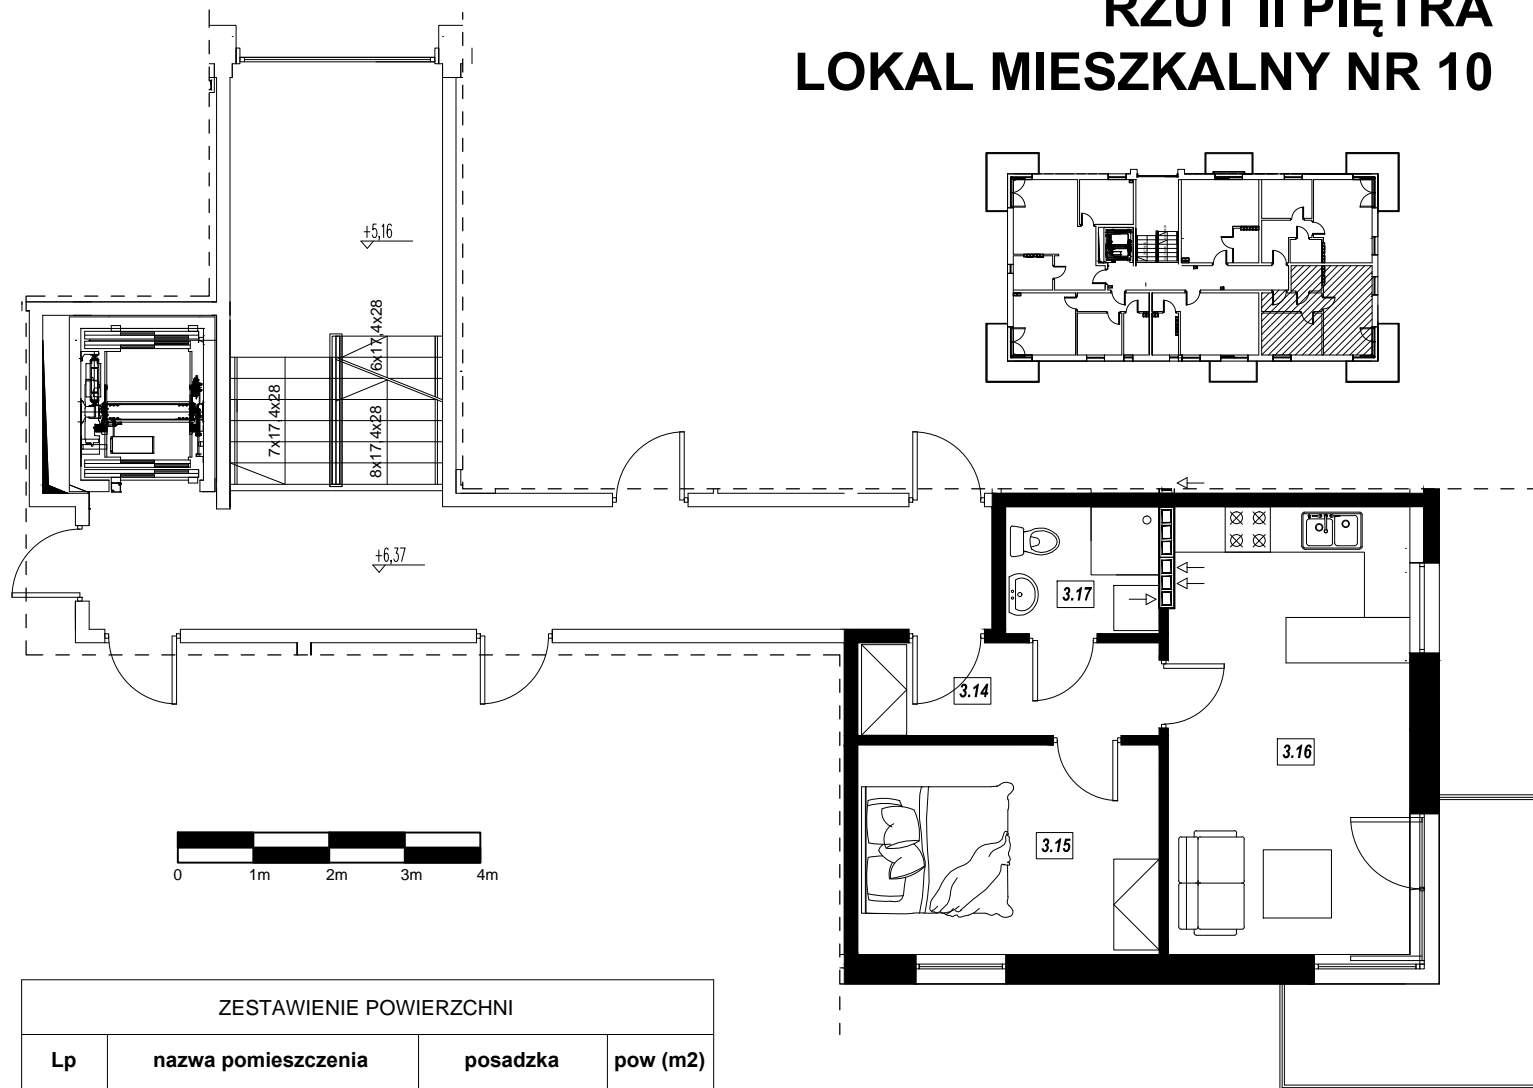 RZUT II PIĘTRA
LOKAL MIESZKALNY NR 10
+5,16
6x17,4x28
7x17,4x28
8x17,4x28
+6,37
3.17
3.14
3.16
3.15
0 1m 2m 3m 4m
ZESTAWIENIE POWIERZCHNI
Lp nazwa pomieszczenia posadzka pow (m2)